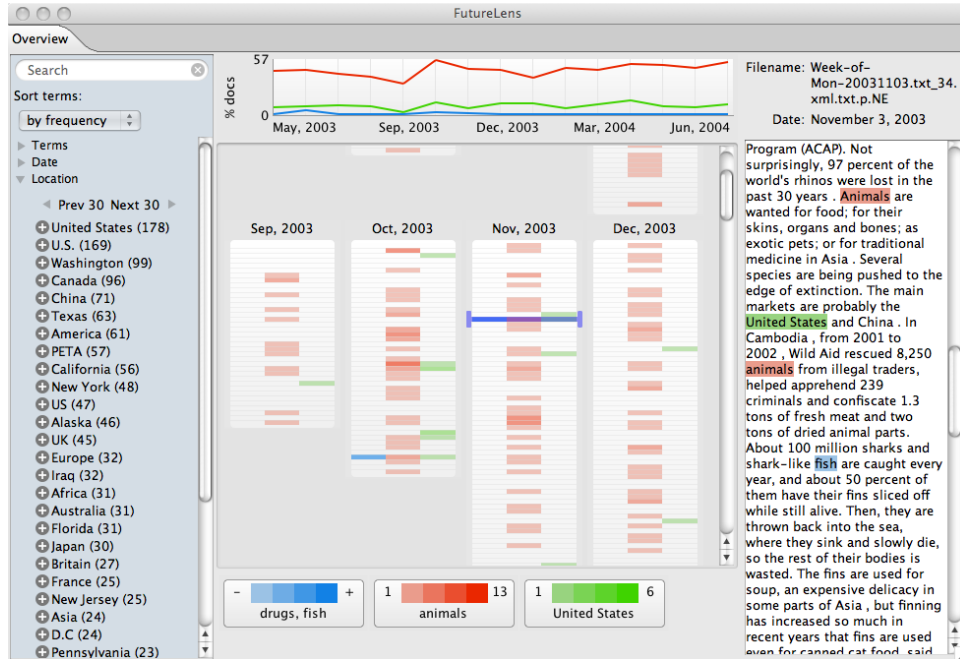 FutureLens
Overview
Search
Sort terms:
by frequency
Terms
Date
Location
Prev 30 Next 30
United States (178)
U.S. (169)
Washington (99)
Canada (96)
China (71)
Texas (63)
America (61)
PETA (57)
California (56)
New York (48)
US (47)
Alaska (46)
UK (45)
Europe (32)
Iraq (32)
Africa (31)
Australia (31)
Florida (31)
Japan (30)
Britain (27)
France (25)
New Jersey (25)
Asia (24)
D.C (24)
Pennsylvania (23)
57
% docs
0
May, 2003 Sep, 2003 Dec, 2003 Mar, 2004 Jun, 2004
Sep, 2003 Oct, 2003 Nov, 2003 Dec, 2003
- +
drugs, fish
1 13
animals
1 6
United States
Filename: Week-of-
Mon-20031103.txt_34.
xml.txt.p.NE
Date: November 3, 2003
Program (ACAP). Not
surprisingly, 97 percent of the
world's rhinos were lost in the
past 30 years . Animals are
wanted for food; for their
skins, organs and bones; as
exotic pets; or for traditional
medicine in Asia . Several
species are being pushed to the
edge of extinction. The main
markets are probably the
United States and China . In
Cambodia , from 2001 to
2002 , Wild Aid rescued 8,250
animals from illegal traders,
helped apprehend 239
criminals and confiscate 1.3
tons of fresh meat and two
tons of dried animal parts.
About 100 million sharks and
shark-like fish are caught every
year, and about 50 percent of
them have their fins sliced off
while still alive. Then, they are
thrown back into the sea,
where they sink and slowly die,
so the rest of their bodies is
wasted. The fins are used for
soup, an expensive delicacy in
some parts of Asia , but finning
has increased so much in
recent years that fins are used
even for canned cat food, said